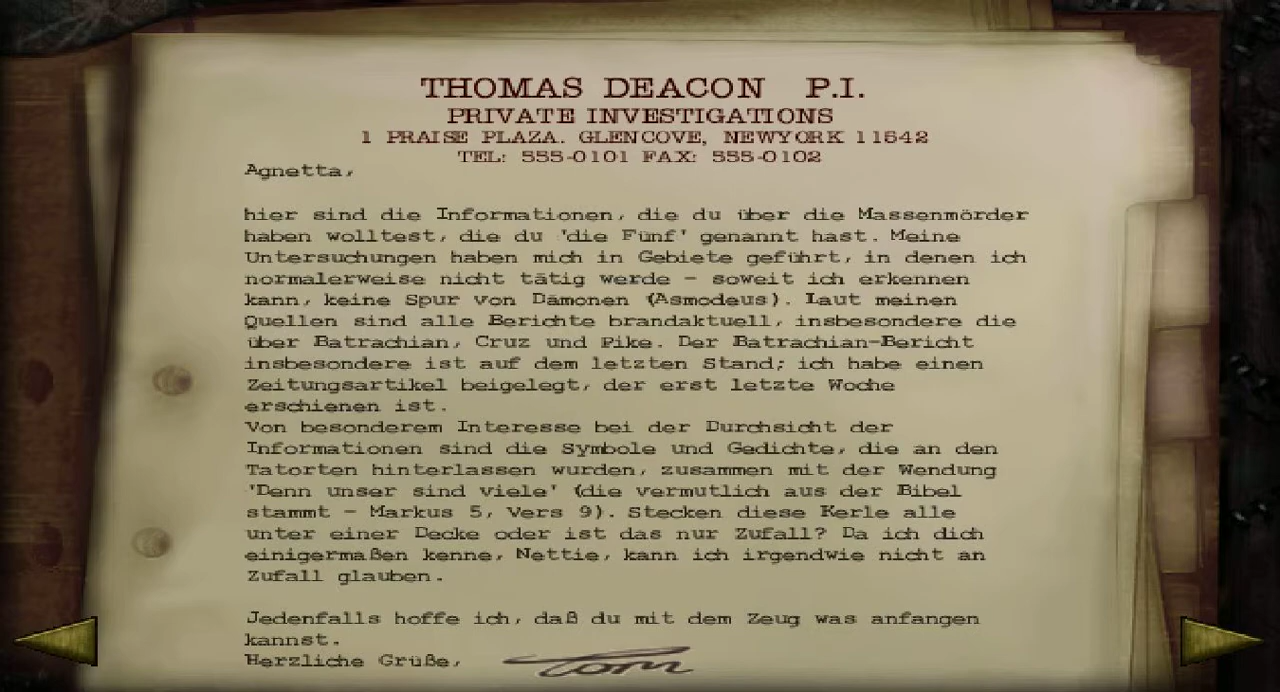 THOMAS DEACON P.I.
PRIVATE INVESTIGATIONS
1 PRAISE PLAZA. GLENCOVE, NEWYORK 11542
TEL: 555-0101 FAX: 555-0102
Agnetta,
hier sind die Informationen, die du über die Massenmörder
haben wolltest, die du 'die Fünf' genannt hast. Meine
Untersuchungen haben mich in Gebiete geführt, in denen ich
normalerweise nicht tätig werde - soweit ich erkennen
kann, keine Spur von Dämonen (Asmodeus). Laut meinen
Quellen sind alle Berichte brandaktuell, insbesondere die
über Batrachian, Cruz und Pike. Der Batrachian-Bericht
insbesondere ist auf dem letzten Stand; ich habe einen
Zeitungsartikel beigelegt, der erst letzte Woche
erschienen ist.
Von besonderem Interesse bei der Durchsicht der
Informationen sind die Symbole und Gedichte, die an den
Tatorten hinterlassen wurden, zusammen mit der Wendung
'Denn unser sind viele' (die vermutlich aus der Bibel
stammt - Markus 5, Vers 9). Stecken diese Kerle alle
unter einer Decke oder ist das nur Zufall? Da ich dich
einigermaßen kenne, Nettie, kann ich irgendwie nicht an
Zufall glauben.
Jedenfalls hoffe ich, daß du mit dem Zeug was anfangen
kannst.
Herzliche Grüße, Tom